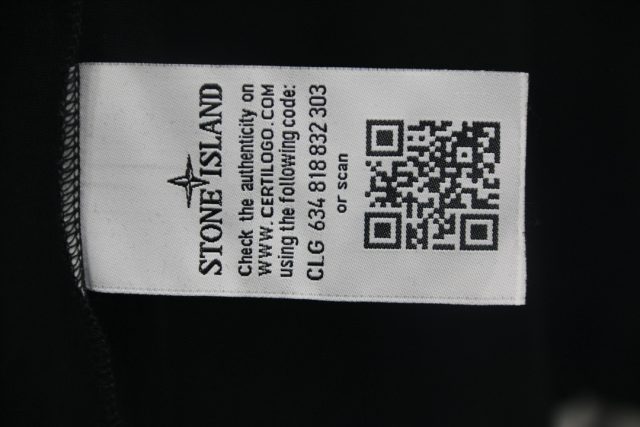 STONE ISLAND
Check the authenticity on
WWW.CERTILOGO.COM
using the following code:
CLG 634 818 832 303
or scan